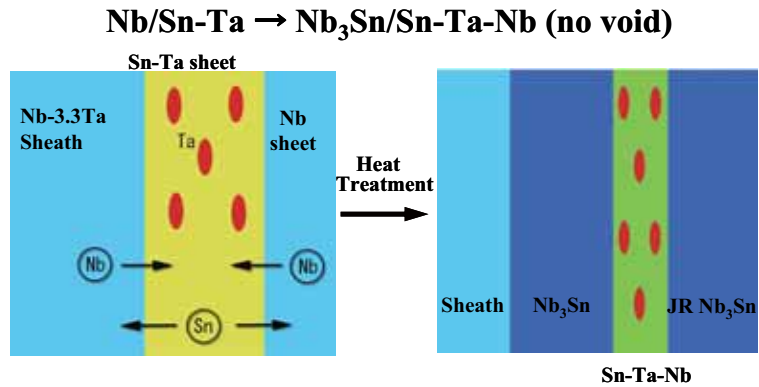 Nb/Sn-Ta → Nb₃Sn/Sn-Ta-Nb (no void)
Sn-Ta sheet
Nb-3.3Ta
Sheath
Ta
Nb
sheet
Nb
Nb
Sn
Heat
Treatment
Sheath
Nb₃Sn
JR Nb₃Sn
Sn-Ta-Nb